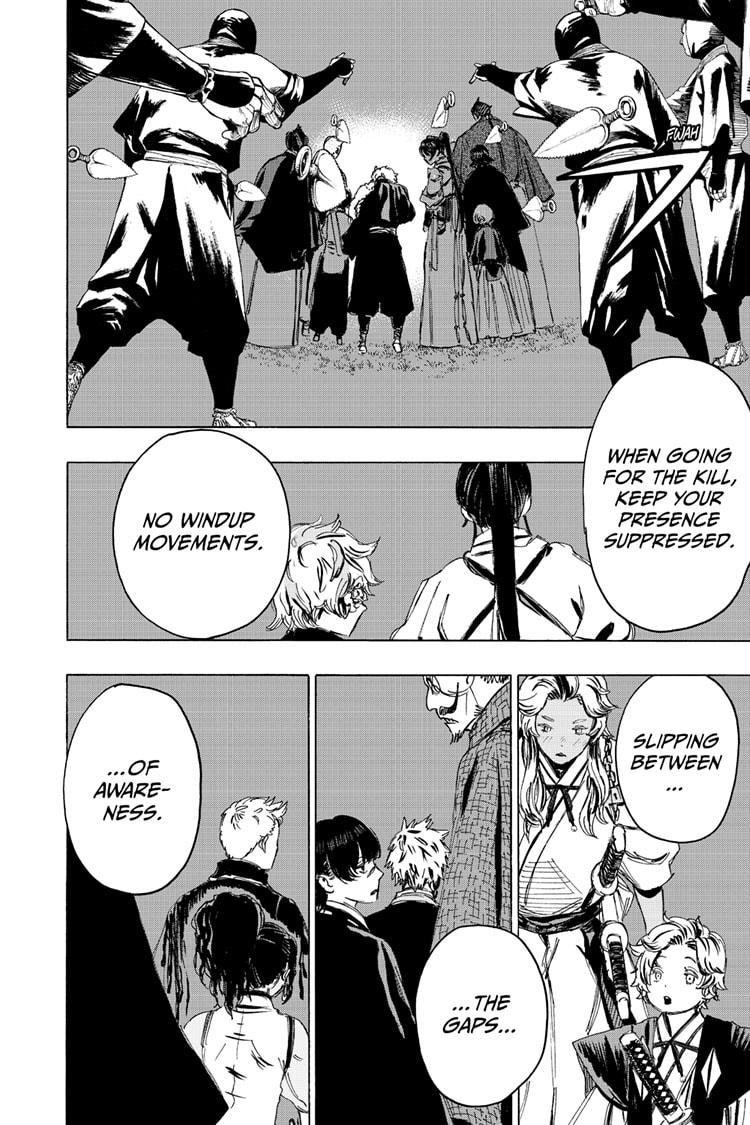 FWAH
WHEN GOING
FOR THE KILL,
KEEP YOUR
PRESENCE
SUPPRESSED.
NO WINDUP
MOVEMENTS.
SLIPPING
BETWEEN
...
...THE
GAPS...
...OF
AWARE-
NESS.